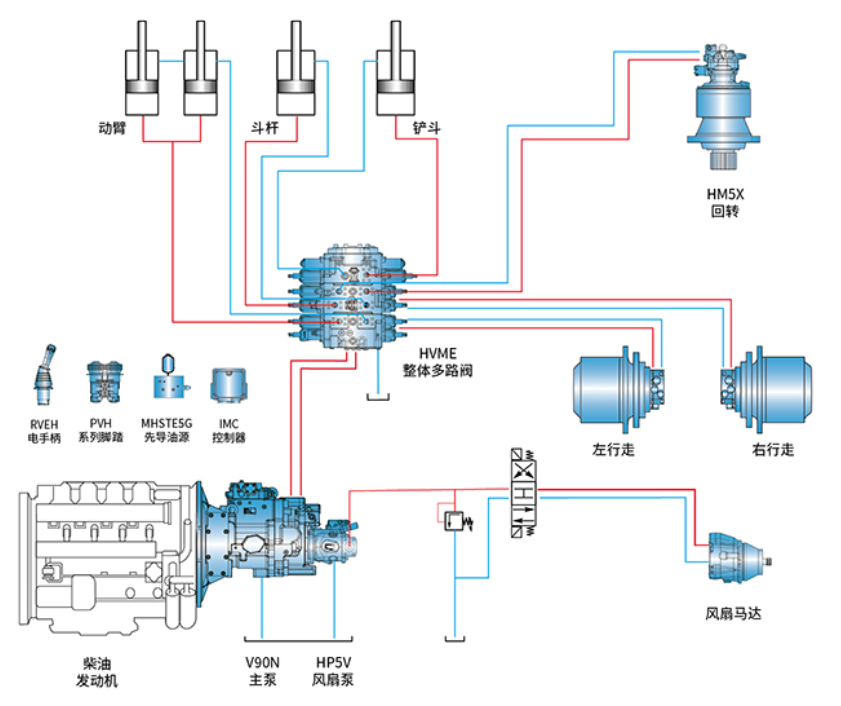 动臂
斗杆
铲斗
HM5X
回转
HVME
整体多路阀
RVEH
电手柄
PVH
系列脚踏
MHSTE5G
先导油源
IMC
控制器
左行走
右行走
风扇马达
柴油
发动机
V90N
主泵
HP5V
风扇泵